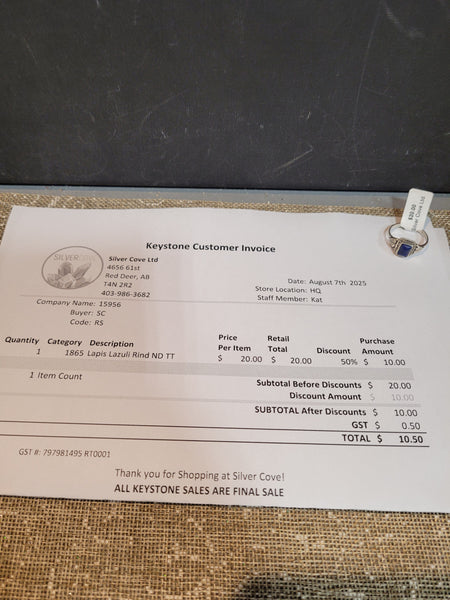 $20.00
Silver Cove Ltd
Keystone Customer Invoice
SILVERCOVE
Silver Cove Ltd
4656 61st
Red Deer, AB
T4N 2R2
403-986-3682
Date: August 7th 2025
Store Location: HQ
Staff Member: Kat
Company Name: 15956
Buyer: SC
Code: RS
Quantity Category Description Price Per Item Retail Total Discount Purchase Amount
1 1865 Lapis Lazuli Rind ND TT $ 20.00 $ 20.00 50% $ 10.00
1 Item Count
Subtotal Before Discounts $ 20.00
Discount Amount $ 10.00
SUBTOTAL After Discounts $ 10.00
GST $ 0.50
TOTAL $ 10.50
GST #: 797981495 RT0001
Thank you for Shopping at Silver Cove!
ALL KEYSTONE SALES ARE FINAL SALE